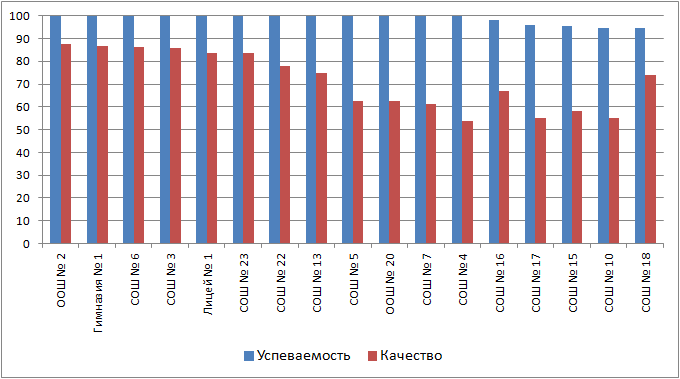 100
90
80
70
60
50
40
30
20
10
0
ООШ № 2
Гимназия № 1
СОШ № 6
СОШ № 3
Лицей № 1
СОШ № 23
СОШ № 22
СОШ № 13
СОШ № 5
ООШ № 20
СОШ № 7
СОШ № 4
СОШ № 16
СОШ № 17
СОШ № 15
СОШ № 10
СОШ № 18
Успеваемость Качество